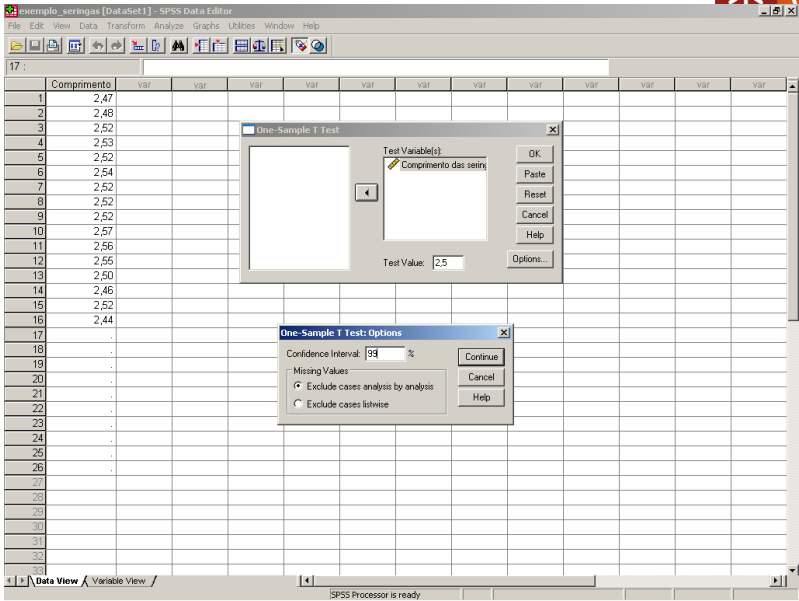 exemplo_seringas [DataSet1] - SPSS Data Editor
File Edit View Data Transform Analyze Graphs Utilities Window Help
17 :
Comprimento var var var var var var var var var var var var
1 2,47
2 2,48
3 2,52
4 2,53
5 2,52
6 2,54
7 2,52
8 2,52
9 2,52
10 2,57
11 2,56
12 2,55
13 2,50
14 2,46
15 2,52
16 2,44
17 .
18 .
19 .
20 .
21 .
22 .
23 .
24 .
25 .
26 .
27
28
29
30
31
32
33
One-Sample T Test
Test Variable(s):
Comprimento das sering
OK
Paste
Reset
Cancel
Help
Test Value: 2,5
Options...
One-Sample T Test: Options
Confidence Interval: 99 %
Continue
Missing Values
Cancel
Exclude cases analysis by analysis
Help
Exclude cases listwise
Data View Variable View
SPSS Processor is ready